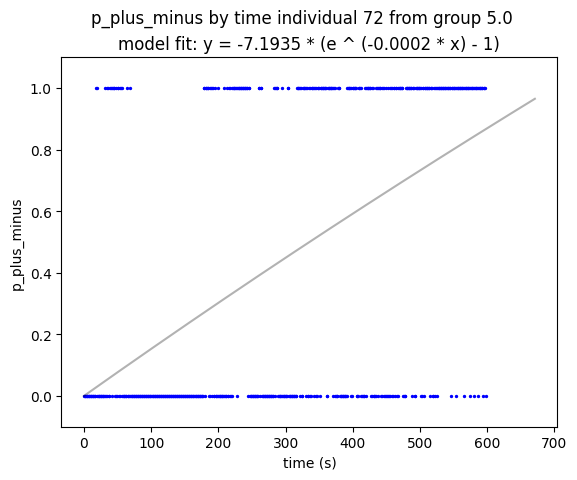 p_plus_minus by time individual 72 from group 5.0
model fit: y = -7.1935 * (e ^ (-0.0002 * x) - 1)
1.0
0.8
0.6
0.4
0.2
0.0
p_plus_minus
0 100 200 300 400 500 600 700
time (s)